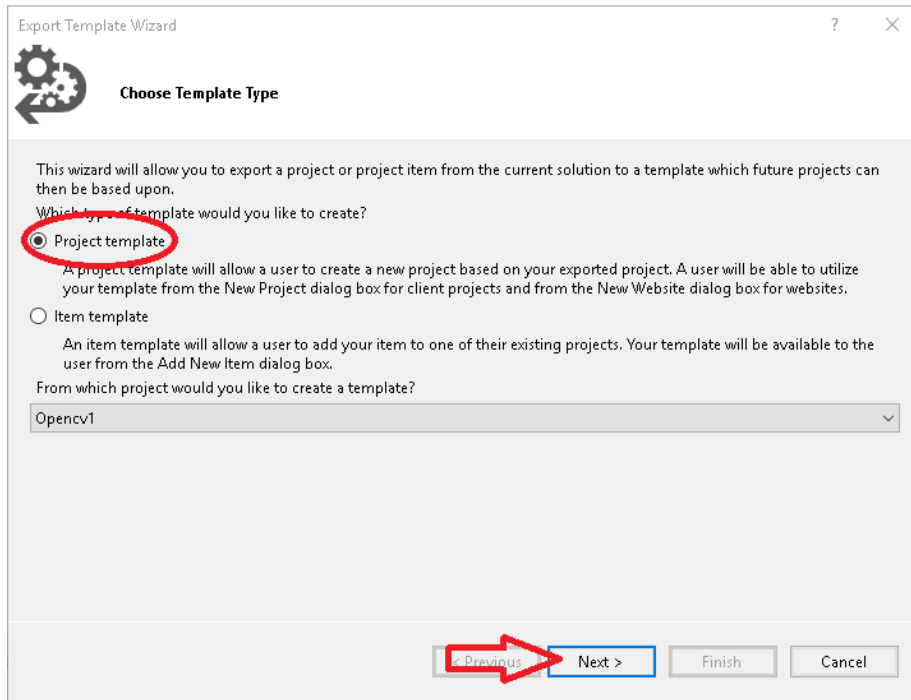 Export Template Wizard
?
Choose Template Type
This wizard will allow you to export a project or project item from the current solution to a template which future projects can
then be based upon.
Which type of template would you like to create?
Project template
A project template will allow a user to create a new project based on your exported project. A user will be able to utilize
your template from the New Project dialog box for client projects and from the New Website dialog box for websites.
Item template
An item template will allow a user to add your item to one of their existing projects. Your template will be available to the
user from the Add New Item dialog box.
From which project would you like to create a template?
Opencv1
< Previous
Next >
Finish
Cancel